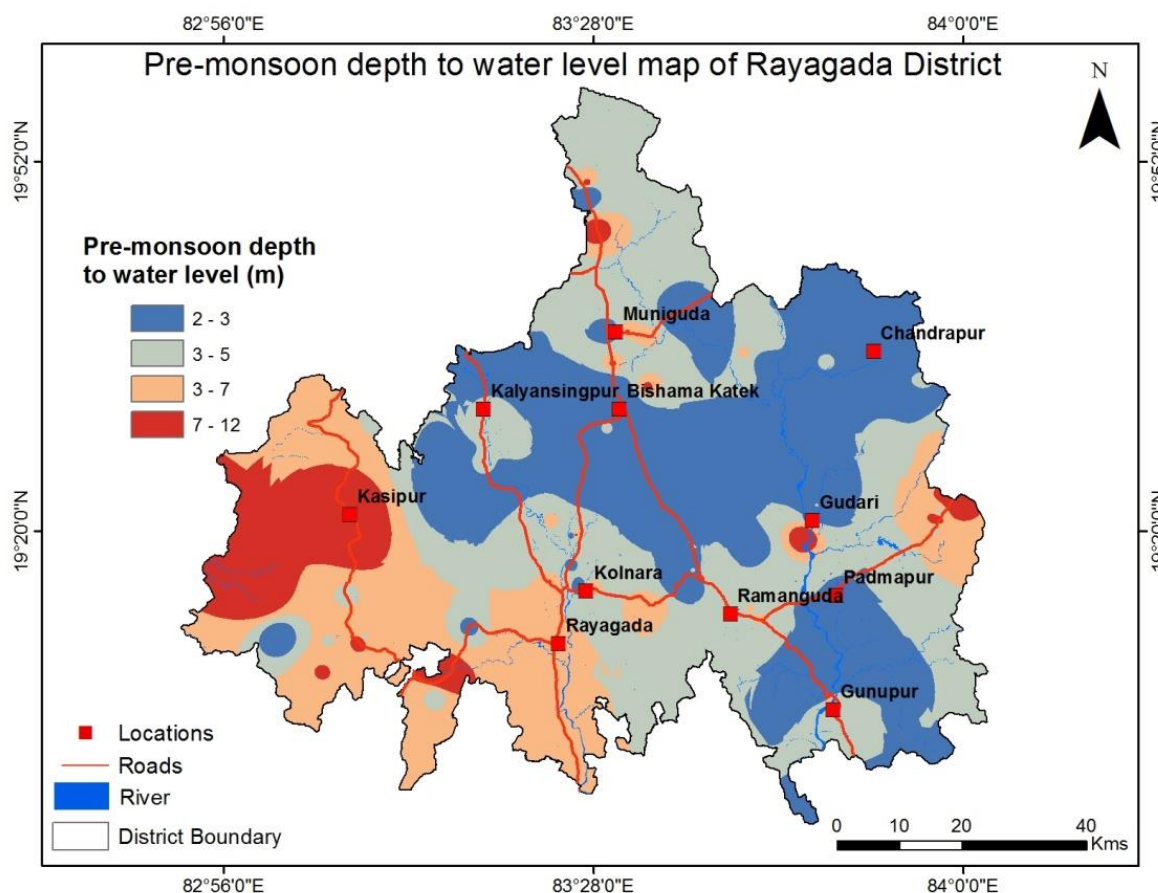 82°56'0"E 83°28'0"E 84°0'0"E
Pre-monsoon depth to water level map of Rayagada District
N
19°52'0"N 19°52'0"N
Pre-monsoon depth
to water level (m)
2 - 3
3 - 5
3 - 7
7 - 12
Muniguda
Chandrapur
Kalyansingpur Bishama Katek
Kasipur
Gudari
19°20'0"N 19°20'0"N
Kolnara
Padmapur
Ramanguda
Rayagada
Gunupur
Locations
Roads
River
District Boundary
0 10 20 40
Kms
82°56'0"E 83°28'0"E 84°0'0"E